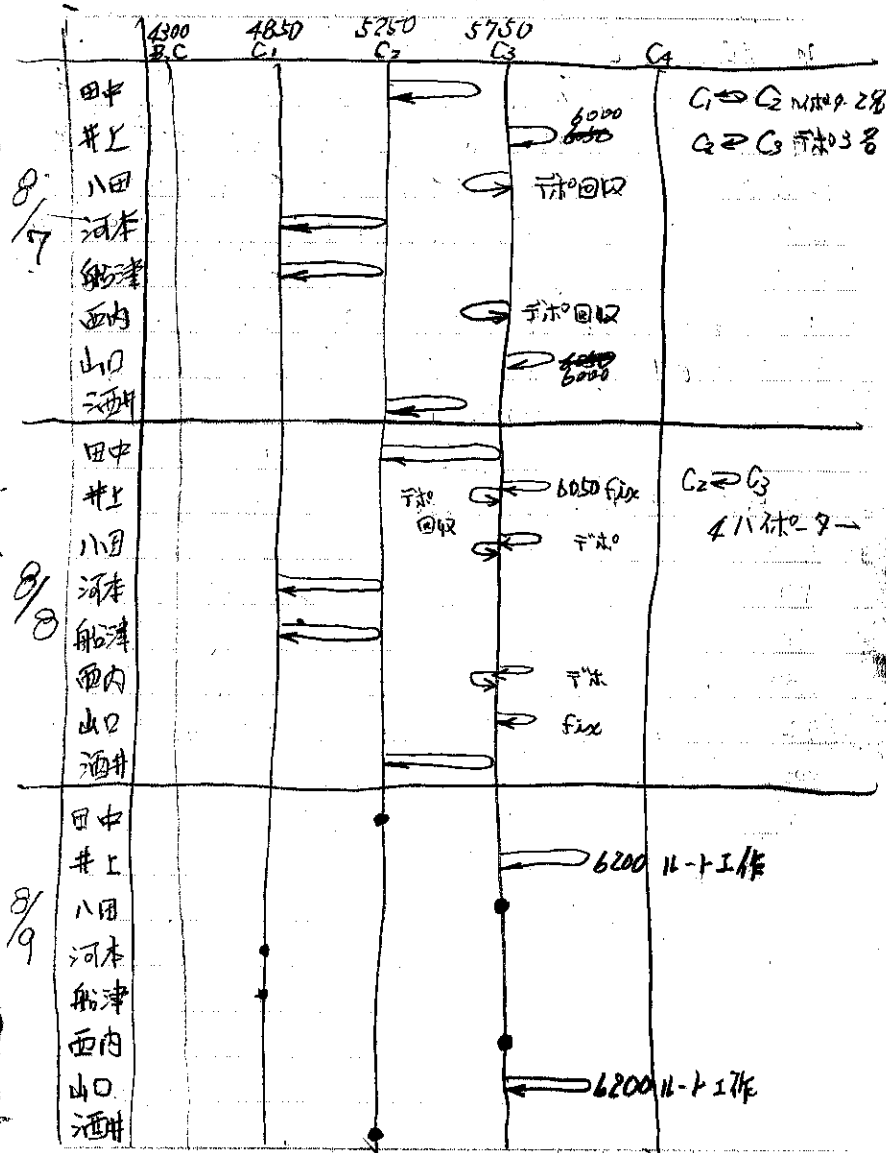 4300 4850 5250 5750
B.C C1 C2 C3 C4
8/7
田中 C1 ⇔ C2 ハイポーター 2名
井上 6000 C2 ⇄ C3 デポ 3名
八田 デポ回収
河本
船津
西内 デポ回収
山口 6000
酒井
8/8
田中
井上 デポ回収 6050 fix C2 ⇄ C3
八田 デポ 4ハイポーター
河本
船津
西内 デポ
山口 fix
酒井
8/9
田中
井上 6200 ルート工作
八田
河本
船津
西内
山口 6200 ルート工作
酒井